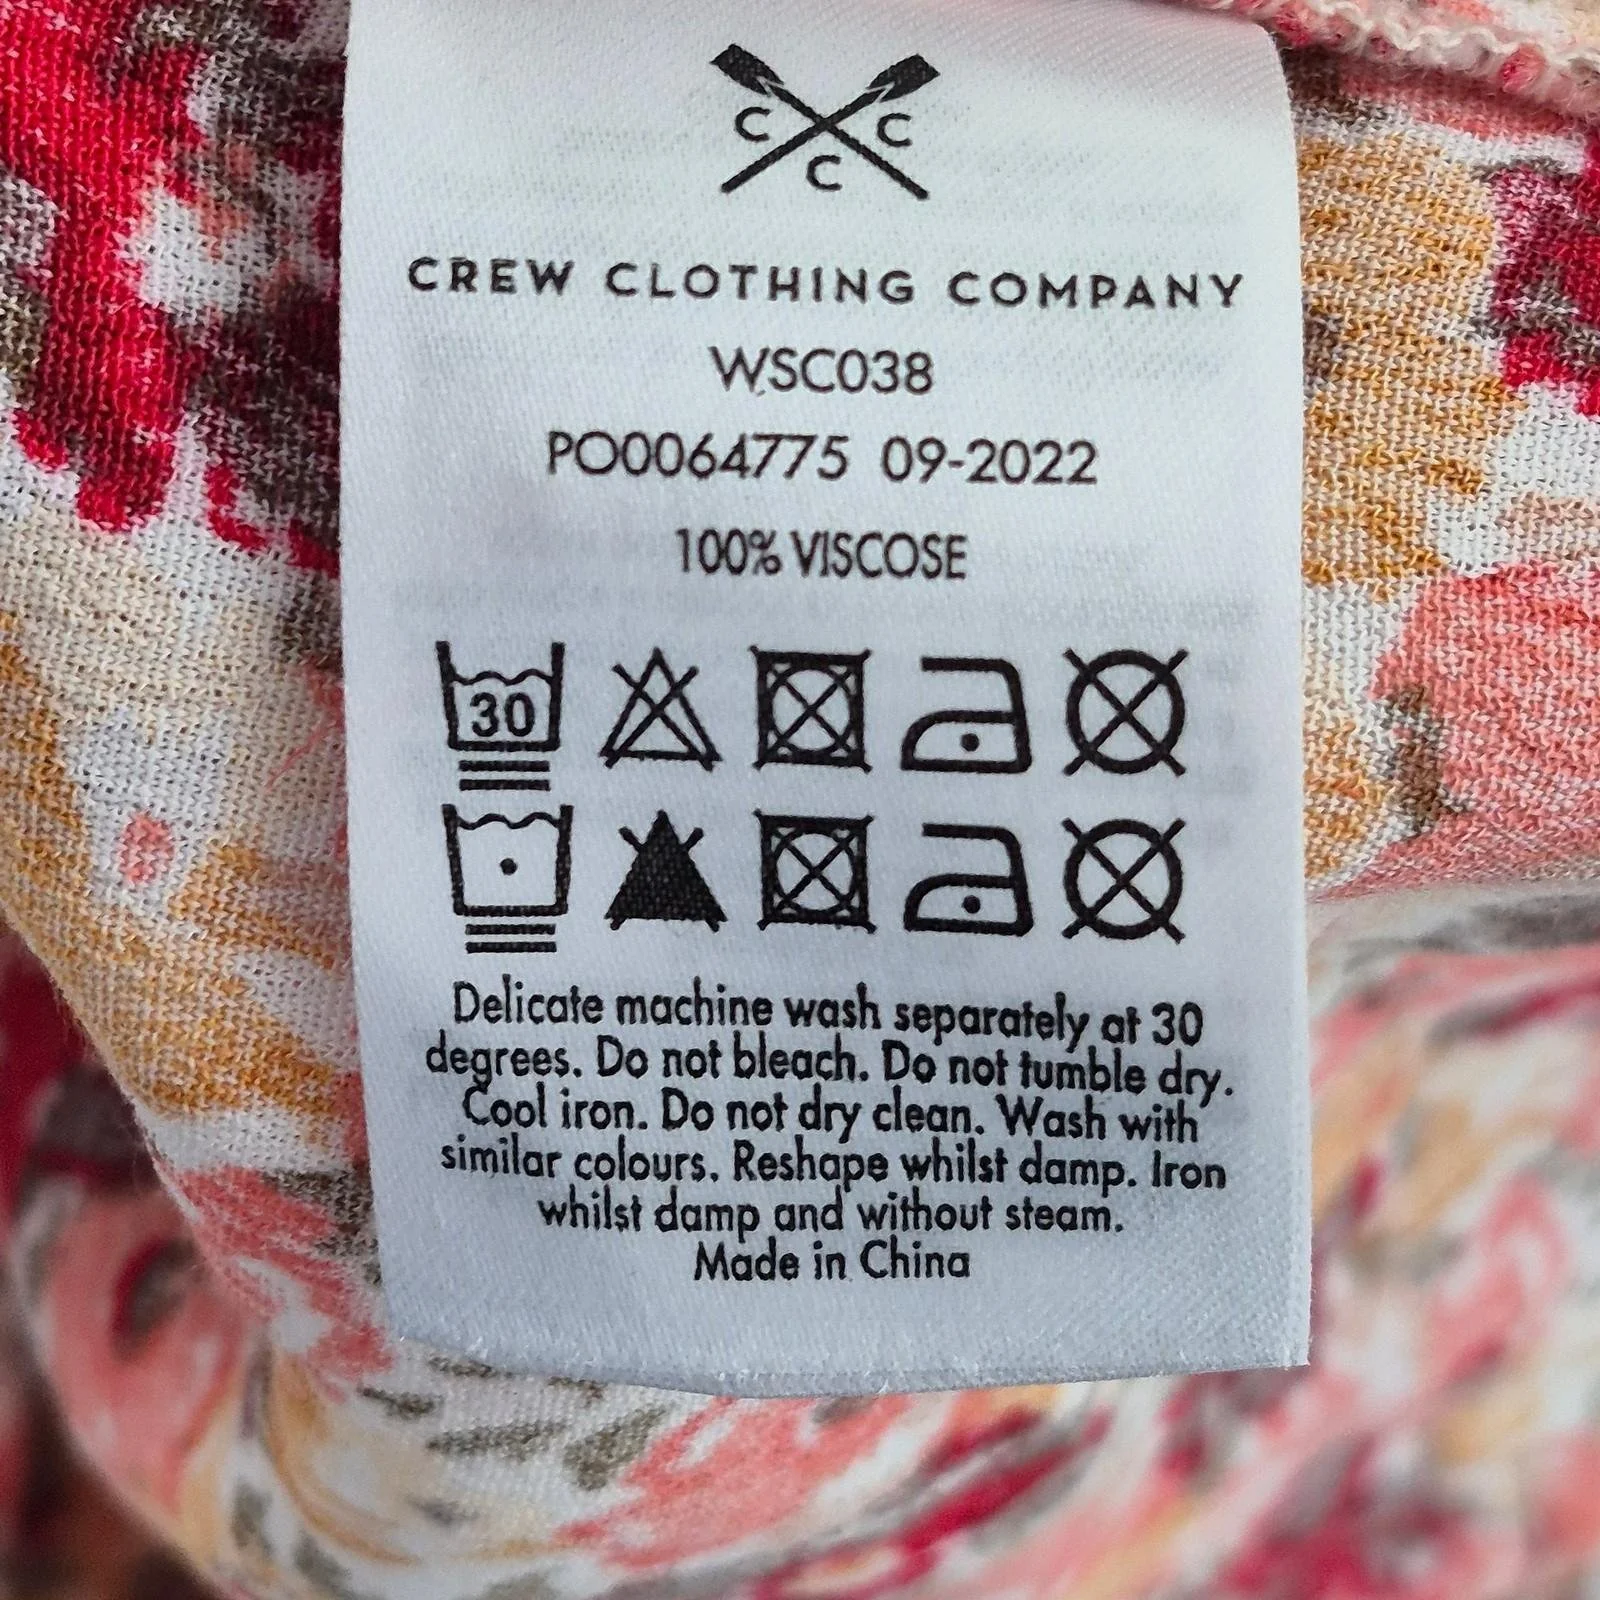 C C
C
CREW CLOTHING COMPANY
WSC038
PO0064775 09-2022
100% VISCOSE
30
Delicate machine wash separately at 30
degrees. Do not bleach. Do not tumble dry.
Cool iron. Do not dry clean. Wash with
similar colours. Reshape whilst damp. Iron
whilst damp and without steam.
Made in China